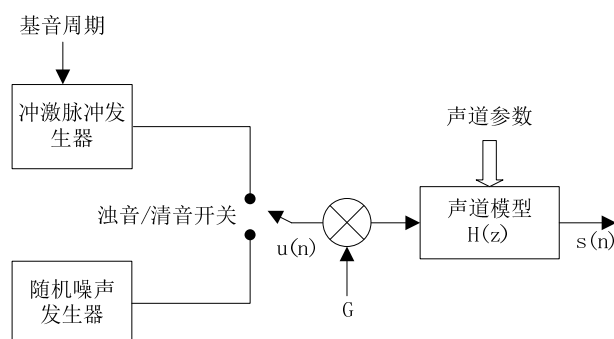 基音周期
冲激脉冲发
生器
声道参数
浊音/清音开关
声道模型
H(z)
u(n)
s(n)
随机噪声
发生器
G